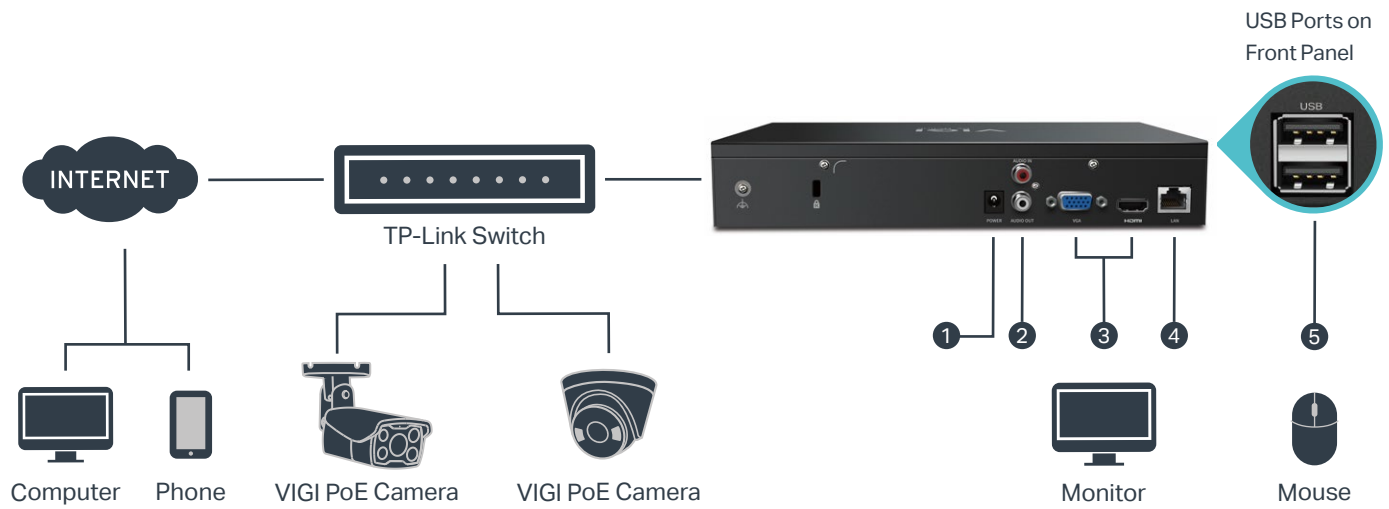 USB Ports on
Front Panel
USB
INTERNET
TP-Link Switch
VIGI
AUDIO IN
POWER
AUDIO OUT
VGA
HDMI
LAN
1
2
3
4
5
Computer
Phone
VIGI PoE Camera
VIGI PoE Camera
Monitor
Mouse